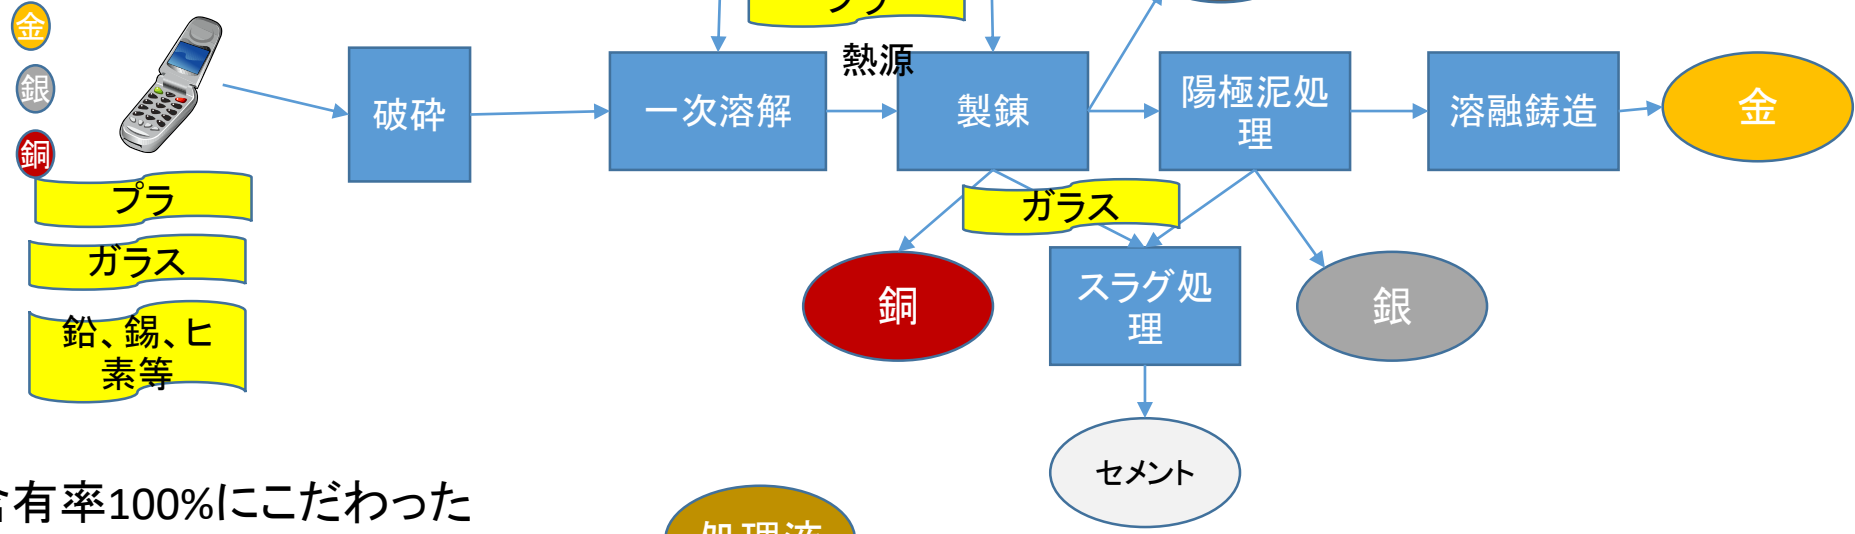 金
銀
銅
プラ
ガラス
鉛、錫、ヒ
素等
破砕
一次溶解
熱源
製錬
陽極泥処
理
溶融鋳造
金
ガラス
銅
スラグ処
理
銀
セメント
有率100%にこだわった